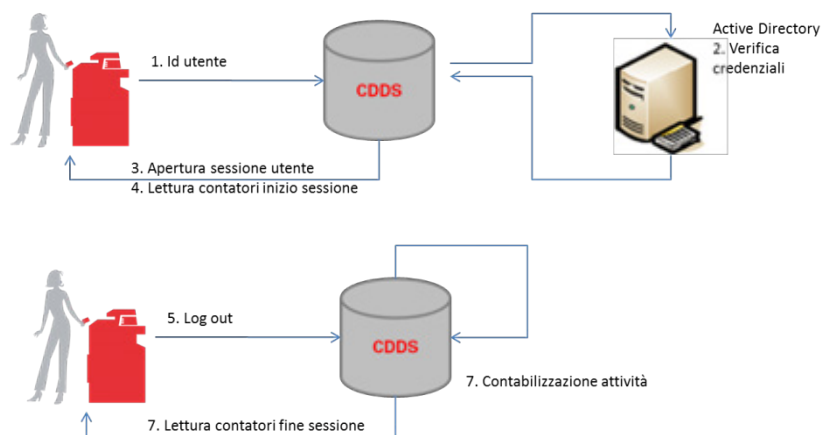 Active Directory
2. Verifica
credenziali
1. Id utente
CDDS
3. Apertura sessione utente
4. Lettura contatori inizio sessione
5. Log out
CDDS
7. Contabilizzazione attività
7. Lettura contatori fine sessione